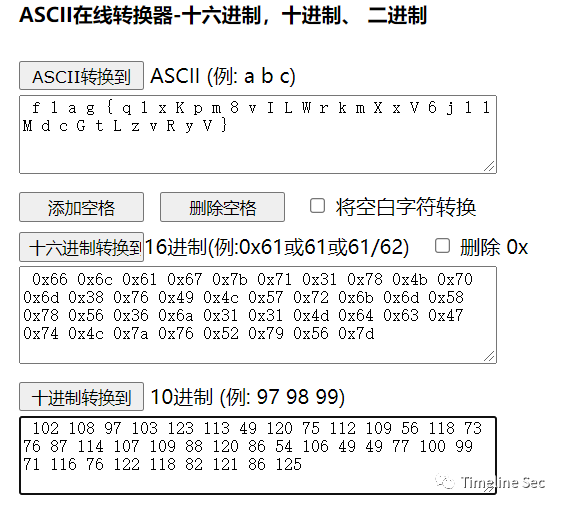 ASCII在线转换器-十六进制，十进制、 二进制
ASCII转换到 ASCII (例: a b c)
f l a g { q 1 x K p m 8 v I L W r k m X x V 6 j 1 1
M d c G t L z v R y V }
添加空格 删除空格 将空白字符转换
十六进制转换到 16进制(例:0x61或61或61/62) 删除 0x
0x66 0x6c 0x61 0x67 0x7b 0x71 0x31 0x78 0x4b 0x70
0x6d 0x38 0x76 0x49 0x4c 0x57 0x72 0x6b 0x6d 0x58
0x78 0x56 0x36 0x6a 0x31 0x31 0x4d 0x64 0x63 0x47
0x74 0x4c 0x7a 0x76 0x52 0x79 0x56 0x7d
十进制转换到 10进制 (例: 97 98 99)
102 108 97 103 123 113 49 120 75 112 109 56 118 73
76 87 114 107 109 88 120 86 54 106 49 49 77 100 99
71 116 76 122 118 82 121 86 125
Timeline Sec